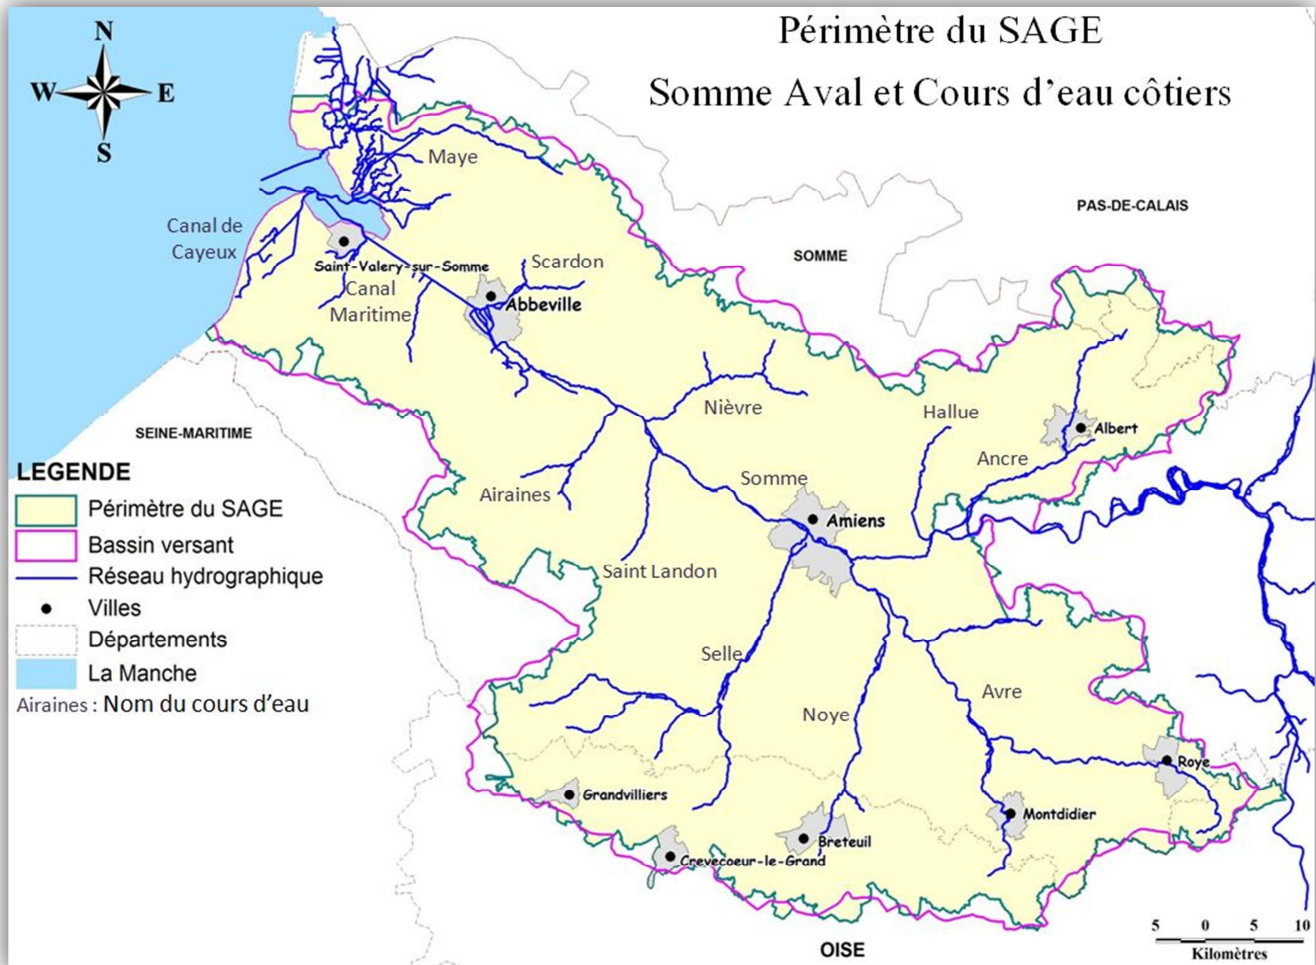 Périmètre du SAGE
Somme Aval et Cours d'eau côtiers
N
W
E
S
Maye
Canal de
Cayeux
PAS-DE-CALAIS
SOMME
Saint-Valery-sur-Somme
Scardon
Canal
Maritime
Abbeville
Nièvre
Hallue
Albert
SEINE-MARITIME
Ancre
LEGENDE
Périmètre du SAGE
Bassin versant
Réseau hydrographique
Villes
Départements
La Manche
Airaines : Nom du cours d'eau
Airaines
Somme
Amiens
Saint Landon
Selle
Noye
Avre
Roye
Grandvilliers
Montdidier
Breteuil
Crevecoeur-le-Grand
OISE
5 0 5 10
Kilomètres